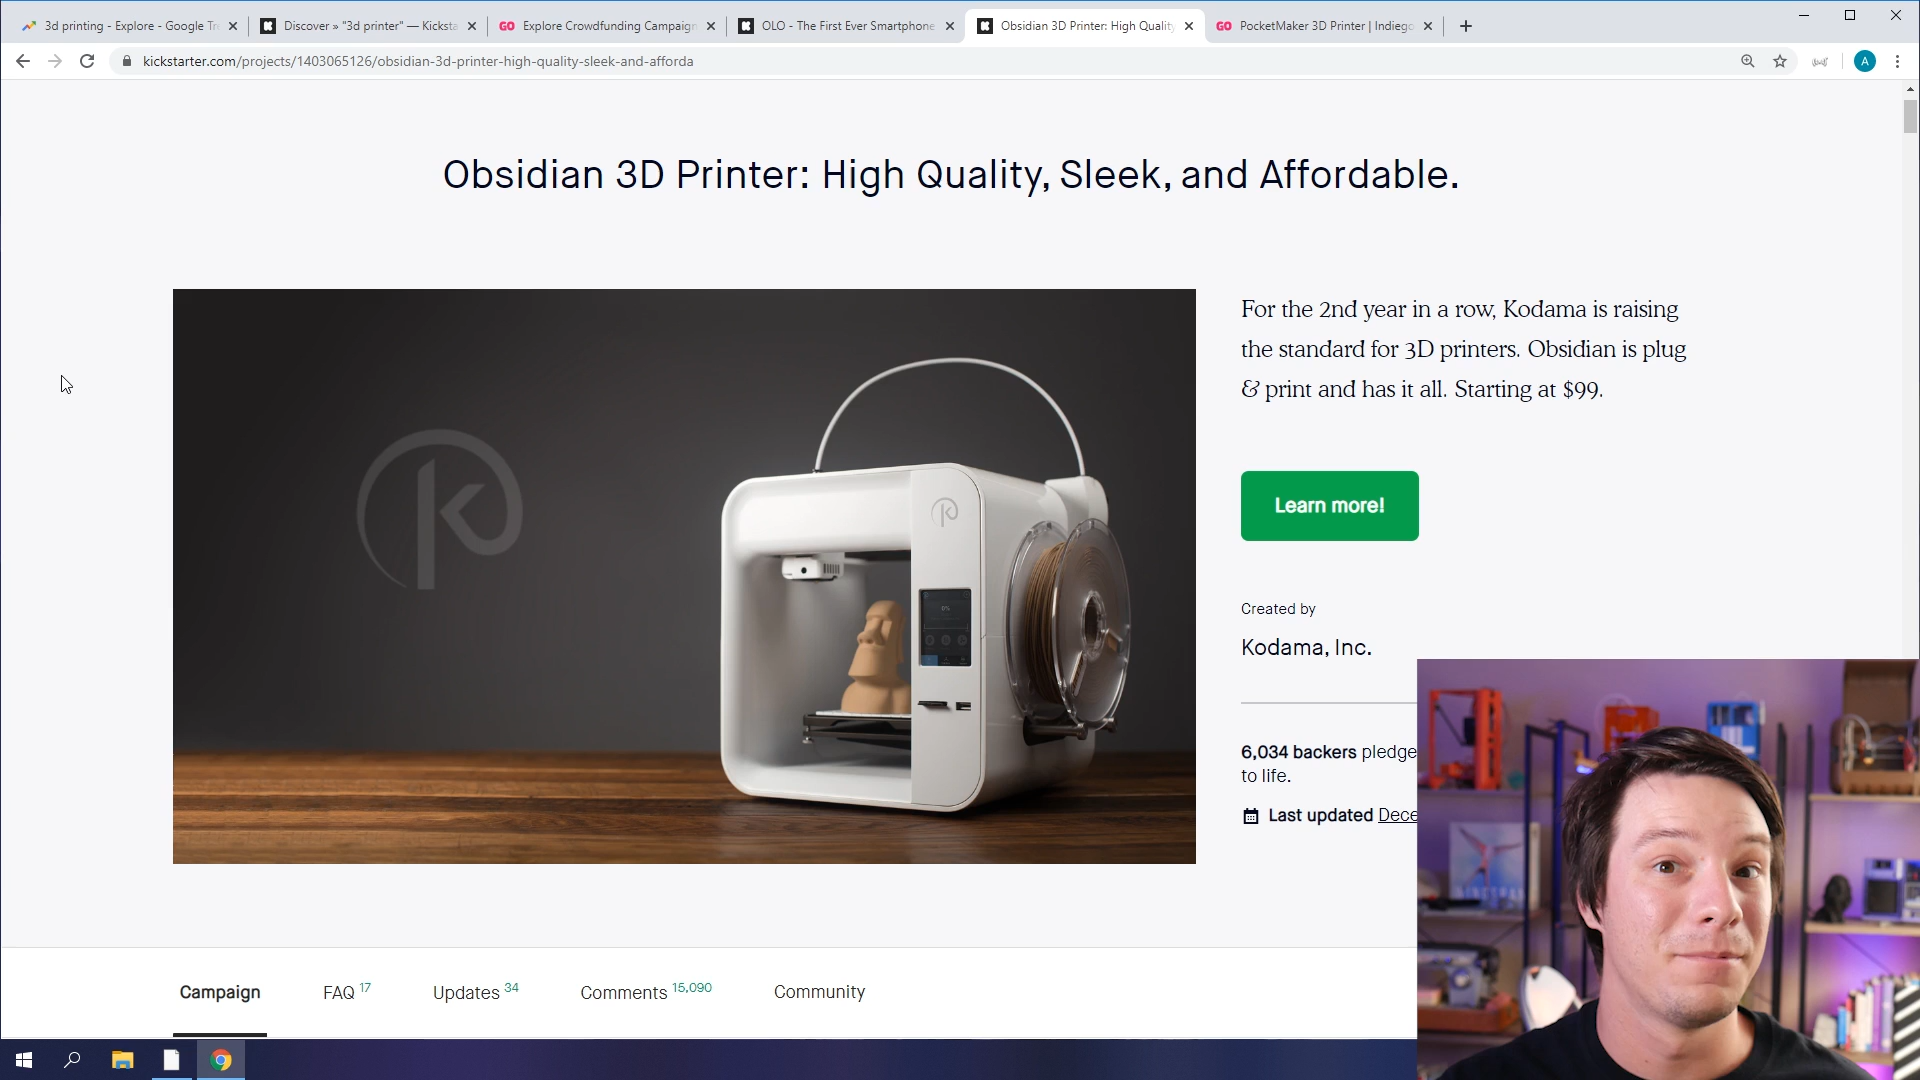 3d printing - Explore - Google Tr
Discover » "3d printer" — Kicksta
GO Explore Crowdfunding Campaign
OLO - The First Ever Smartphone
Obsidian 3D Printer: High Quality
GO PocketMaker 3D Printer | Indiego
kickstarter.com/projects/1403065126/obsidian-3d-printer-high-quality-sleek-and-afforda
A
Obsidian 3D Printer: High Quality, Sleek, and Affordable.
For the 2nd year in a row, Kodama is raising
the standard for 3D printers. Obsidian is plug
& print and has it all. Starting at $99.
Learn more!
Created by
Kodama, Inc.
6,034 backers pledge
to life.
Last updated Dece
0%
Campaign
FAQ 17
Updates 34
Comments 15,090
Community